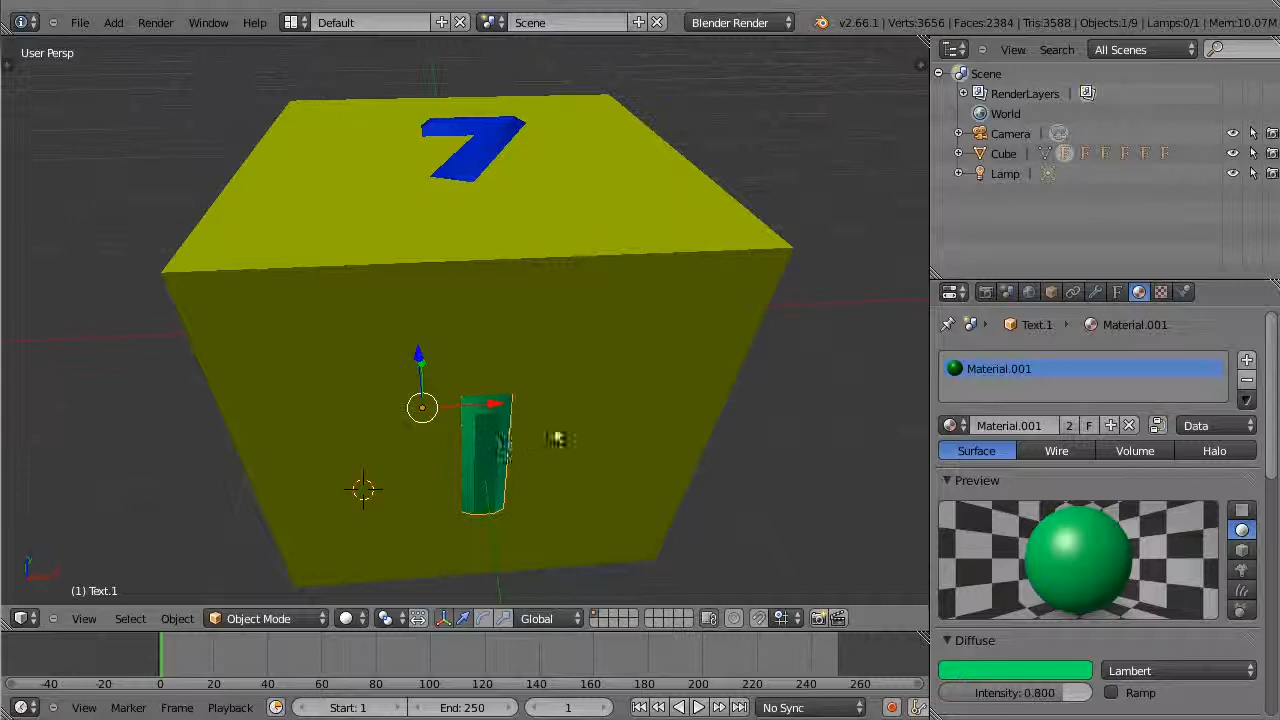 File Add Render Window Help Default Scene Blender Render v2.66.1 | Verts:3656 | Faces:2384 | Tris:3588 | Objects:1/9 | Lamps:0/1 | Mem:10.07M
User Persp
7
(1) Text.1
View Select Object Object Mode Global
-40 -20 0 20 40 60 80 100 120 140 160 180 200 220 240 260
View Marker Frame Playback Start: 1 End: 250 1 No Sync
View Search All Scenes
Scene
RenderLayers
World
Camera
Cube
Lamp
Text.1 Material.001
Material.001
Material.001 2 F Data
Surface Wire Volume Halo
Preview
Diffuse
Lambert
Intensity: 0.800 Ramp